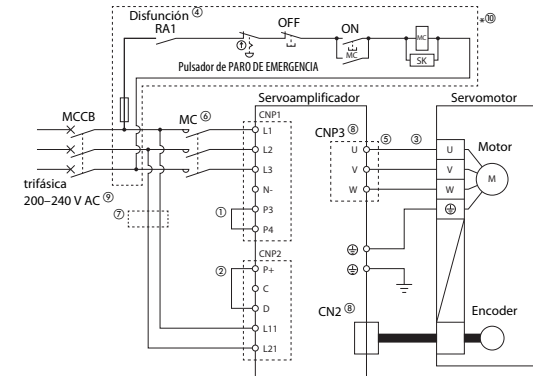 Disfunción ④
RA1
OFF
ON
MC
MC
SK
*⑩
Pulsador de PARO DE EMERGENCIA
MCCB
MC ⑥
Servoamplificador
Servomotor
CNP1
L1
L2
L3
N-
P3
P4
①
CNP3 ⑧
U
V
W
⑤
③
U
V
W
Motor
M
trifásica
200–240 V AC ⑨
⑦
CNP2
②
P+
C
D
L11
L21
CN2 ⑧
Encoder